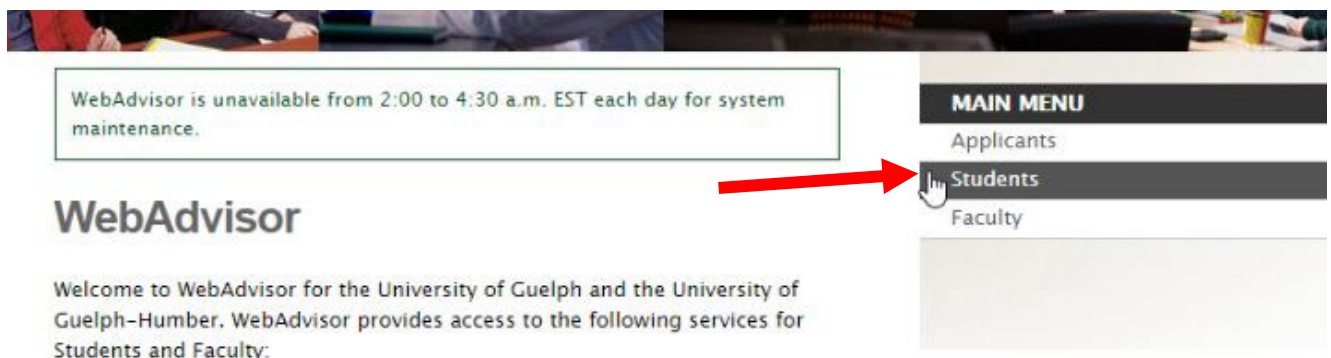 WebAdvisor is unavailable from 2:00 to 4:30 a.m. EST each day for system
maintenance.
WebAdvisor
Welcome to WebAdvisor for the University of Guelph and the University of
Guelph-Humber. WebAdvisor provides access to the following services for
Students and Faculty:
MAIN MENU
Applicants
Students
Faculty